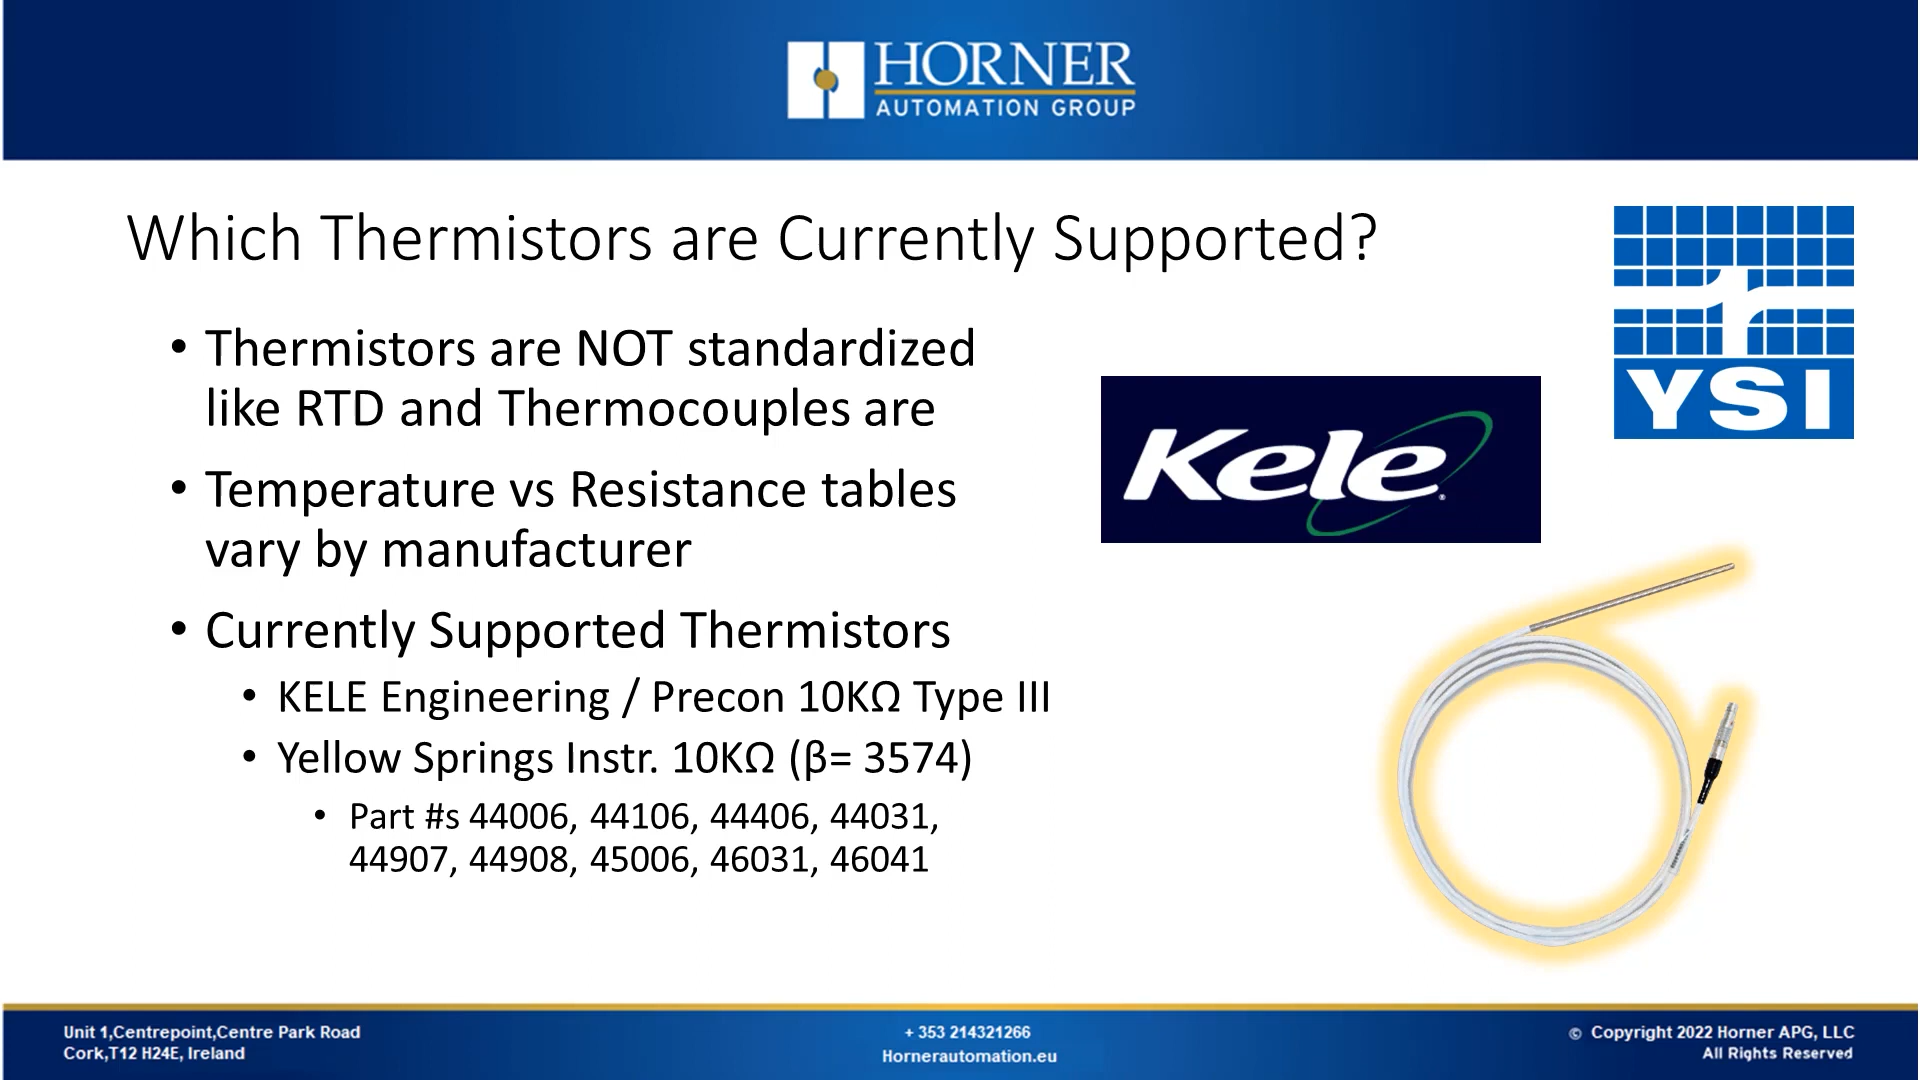 HORNER
AUTOMATION GROUP
Which Thermistors are Currently Supported?
• Thermistors are NOT standardized
like RTD and Thermocouples are
• Temperature vs Resistance tables
vary by manufacturer
• Currently Supported Thermistors
• KELE Engineering / Precon 10KΩ Type III
• Yellow Springs Instr. 10KΩ (β= 3574)
• Part #s 44006, 44106, 44406, 44031,
44907, 44908, 45006, 46031, 46041
Kele®
YSI
Unit 1,Centrepoint,Centre Park Road
Cork,T12 H24E, Ireland
+ 353 214321266
Hornerautomation.eu
© Copyright 2022 Horner APG, LLC
All Rights Reserved